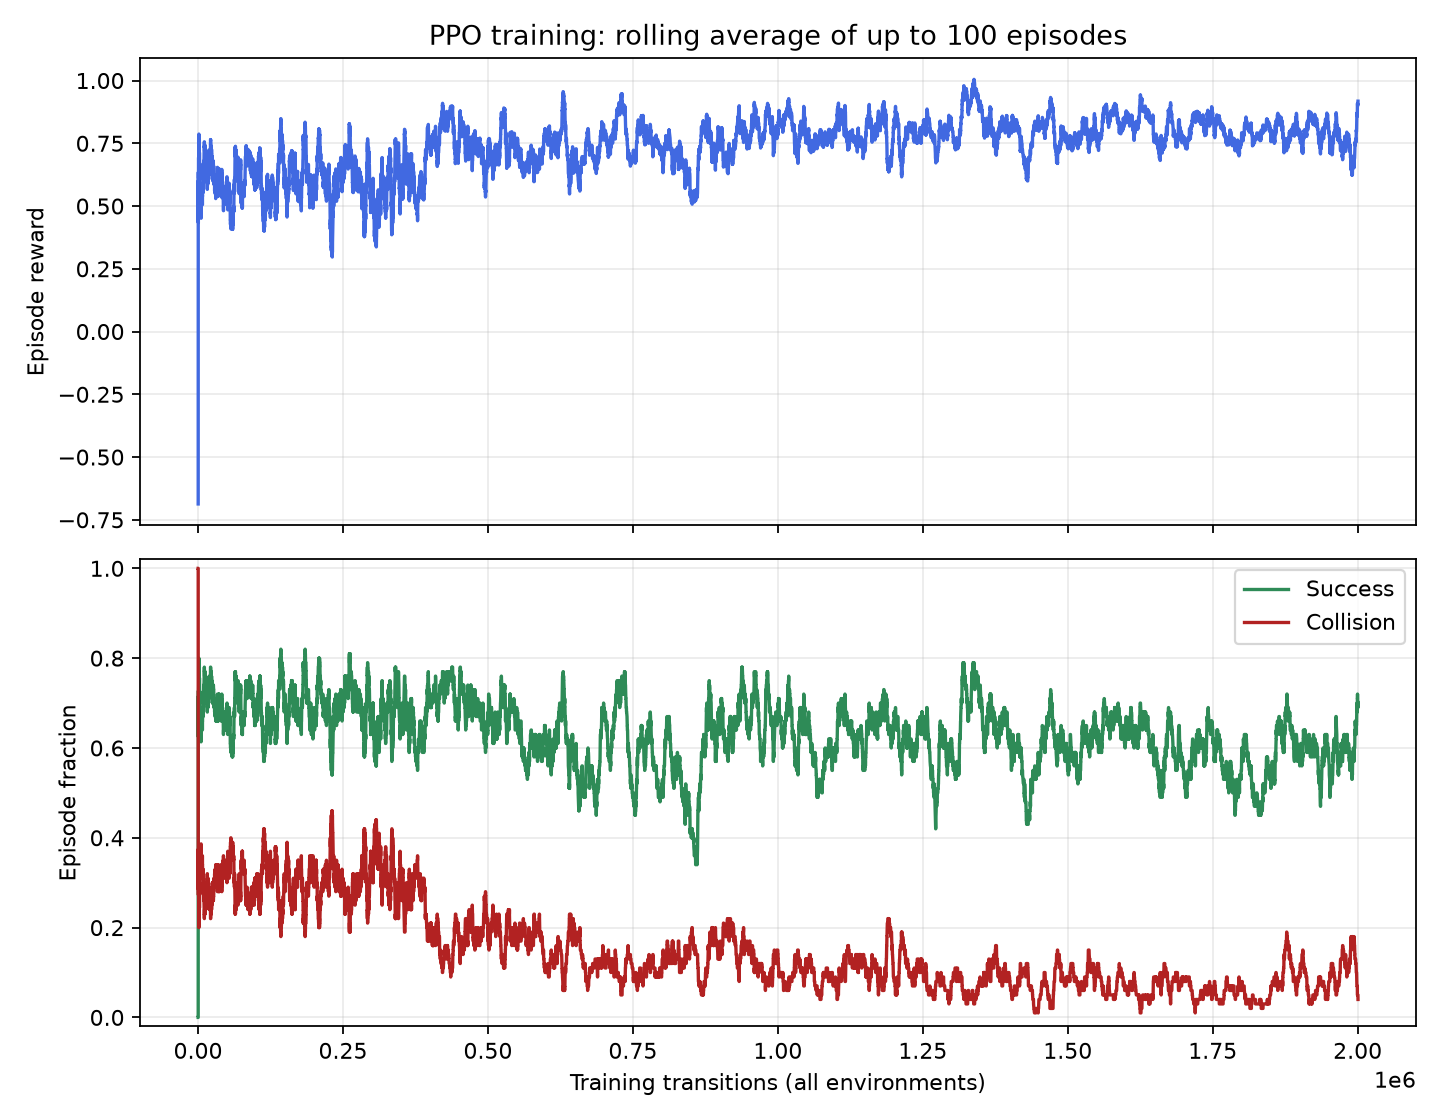 PPO training: rolling average of up to 100 episodes
1.00
0.75
0.50
0.25
0.00
−0.25
−0.50
−0.75
Episode reward
1.0
0.8
0.6
0.4
0.2
0.0
Episode fraction
Success
Collision
0.00 0.25 0.50 0.75 1.00 1.25 1.50 1.75 2.00
Training transitions (all environments)
1e6